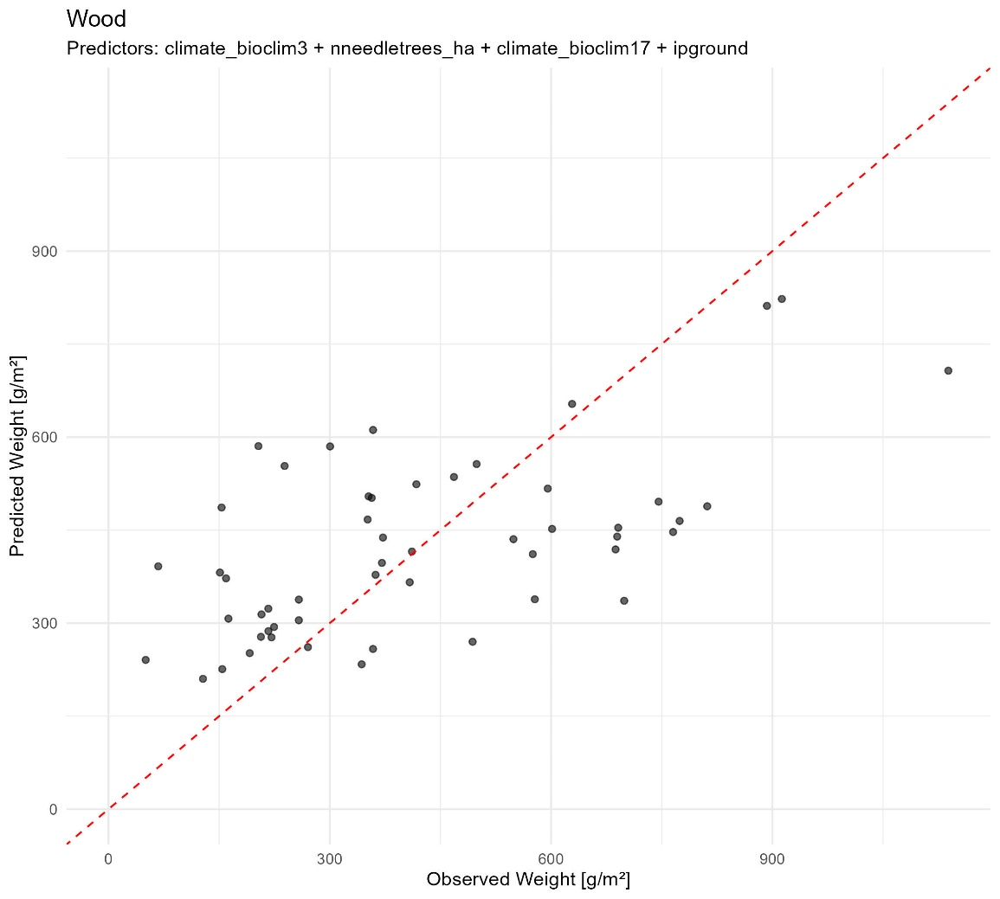 Wood
Predictors: climate_bioclim3 + nneedletrees_ha + climate_bioclim17 + ipground
Predicted Weight [g/m²]
900
600
300
0
0 300 600 900
Observed Weight [g/m²]